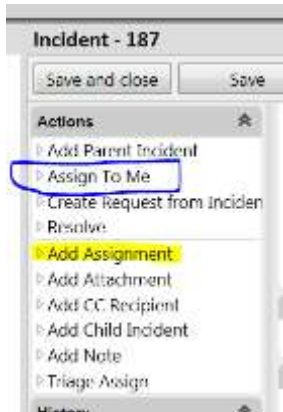 Incident - 187
Save and close
Save
Actions
Add Parent Incident
Assign To Me
Create Request from Inciden
Resolve
Add Assignment
Add Attachment
Add CC Recipient
Add Child Incident
Add Note
Triage Assign
History